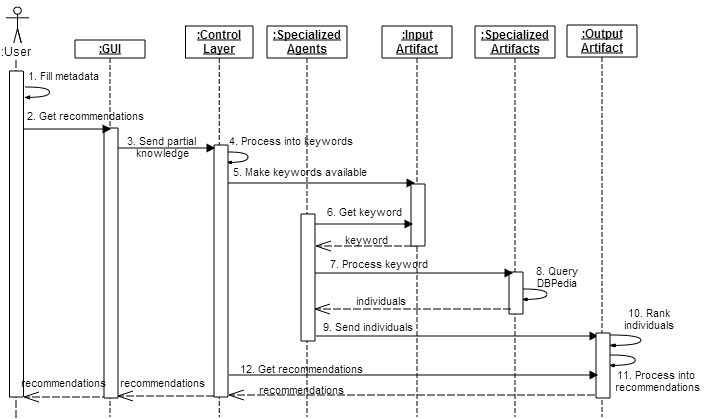 :User
:GUI
:Control
Layer
:Specialized
Agents
:Input
Artifact
:Specialized
Artifacts
:Output
Artifact
1. Fill metadata
2. Get recommendations
3. Send partial
knowledge
4. Process into keywords
5. Make keywords available
6. Get keyword
keyword
7. Process keyword
8. Query
DBPedia
individuals
9. Send individuals
10. Rank
individuals
11. Process into
recommendations
12. Get recommendations
recommendations
recommendations
recommendations